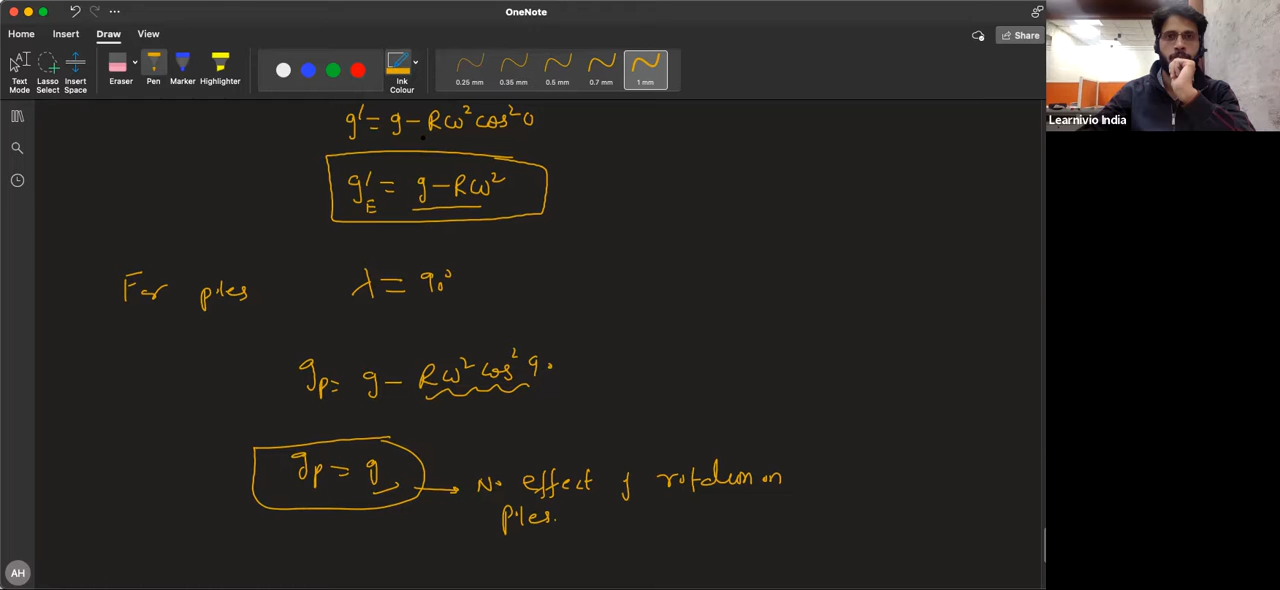 OneNote
Home Insert Draw View
Share
Text Mode Lasso Select Insert Space Eraser Pen Marker Highlighter Ink Colour 0.25 mm 0.35 mm 0.5 mm 0.7 mm 1 mm
Learnivio India
g' = g - Rω² cos² 0
g'E = g - Rω²
For poles λ = 90°
gp = g - Rω² cos² 90
gp = g → No effect of rotation on
poles.
AH